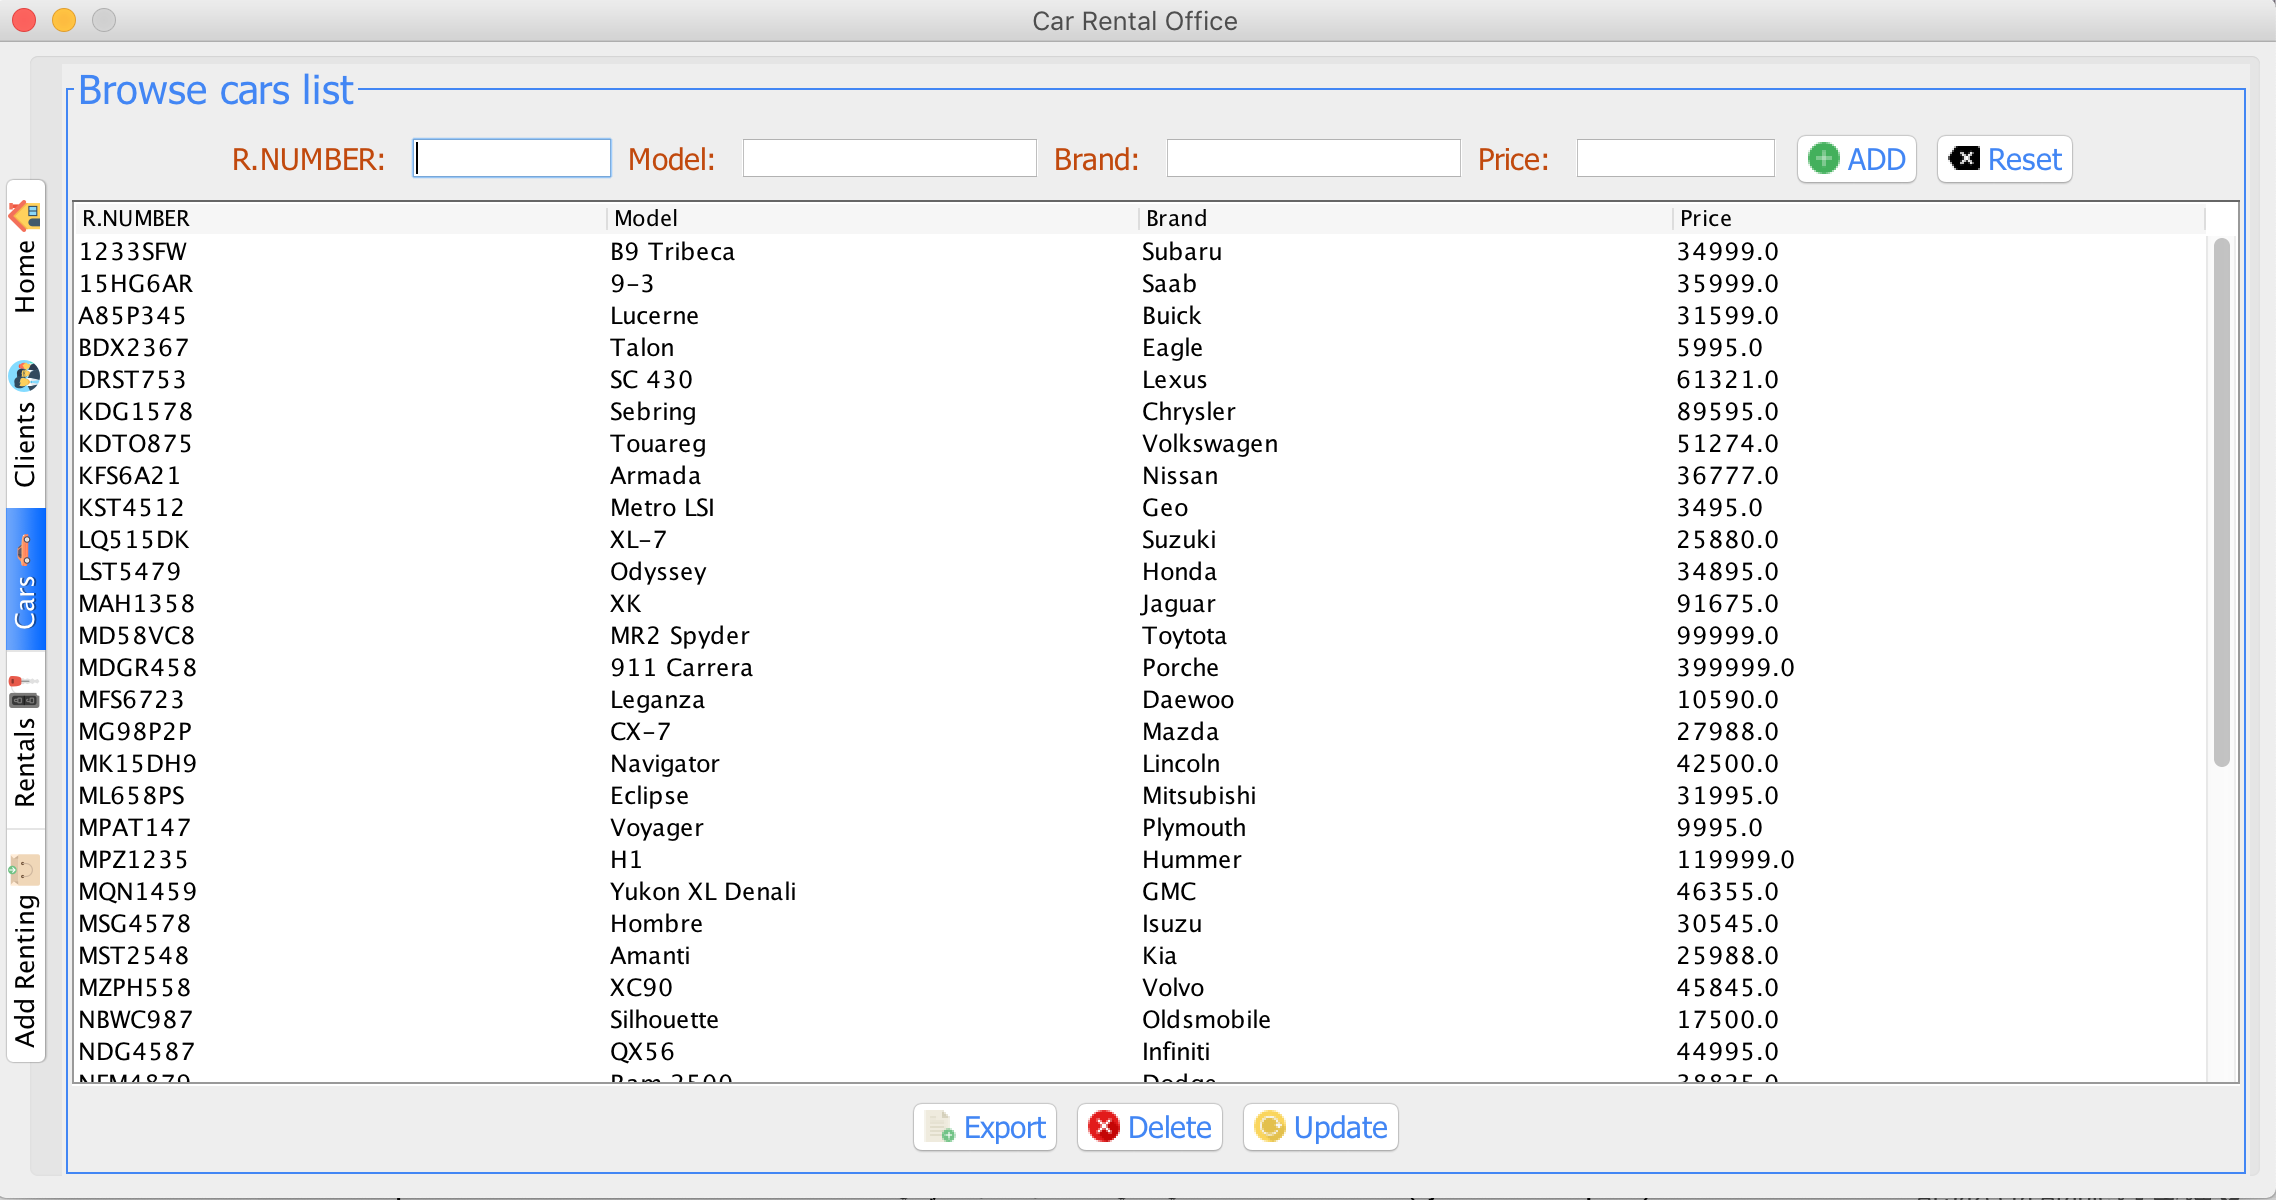 Car Rental Office
Browse cars list
R.NUMBER: Model: Brand: Price: ADD Reset
R.NUMBER Model Brand Price
1233SFW B9 Tribeca Subaru 34999.0
15HG6AR 9-3 Saab 35999.0
A85P345 Lucerne Buick 31599.0
BDX2367 Talon Eagle 5995.0
DRST753 SC 430 Lexus 61321.0
KDG1578 Sebring Chrysler 89595.0
KDTO875 Touareg Volkswagen 51274.0
KFS6A21 Armada Nissan 36777.0
KST4512 Metro LSI Geo 3495.0
LQ515DK XL-7 Suzuki 25880.0
LST5479 Odyssey Honda 34895.0
MAH1358 XK Jaguar 91675.0
MD58VC8 MR2 Spyder Toytota 99999.0
MDGR458 911 Carrera Porche 399999.0
MFS6723 Leganza Daewoo 10590.0
MG98P2P CX-7 Mazda 27988.0
MK15DH9 Navigator Lincoln 42500.0
ML658PS Eclipse Mitsubishi 31995.0
MPAT147 Voyager Plymouth 9995.0
MPZ1235 H1 Hummer 119999.0
MQN1459 Yukon XL Denali GMC 46355.0
MSG4578 Hombre Isuzu 30545.0
MST2548 Amanti Kia 25988.0
MZPH558 XC90 Volvo 45845.0
NBWC987 Silhouette Oldsmobile 17500.0
NDG4587 QX56 Infiniti 44995.0
Export Delete Update
Home
Clients
Cars
Rentals
Add Renting